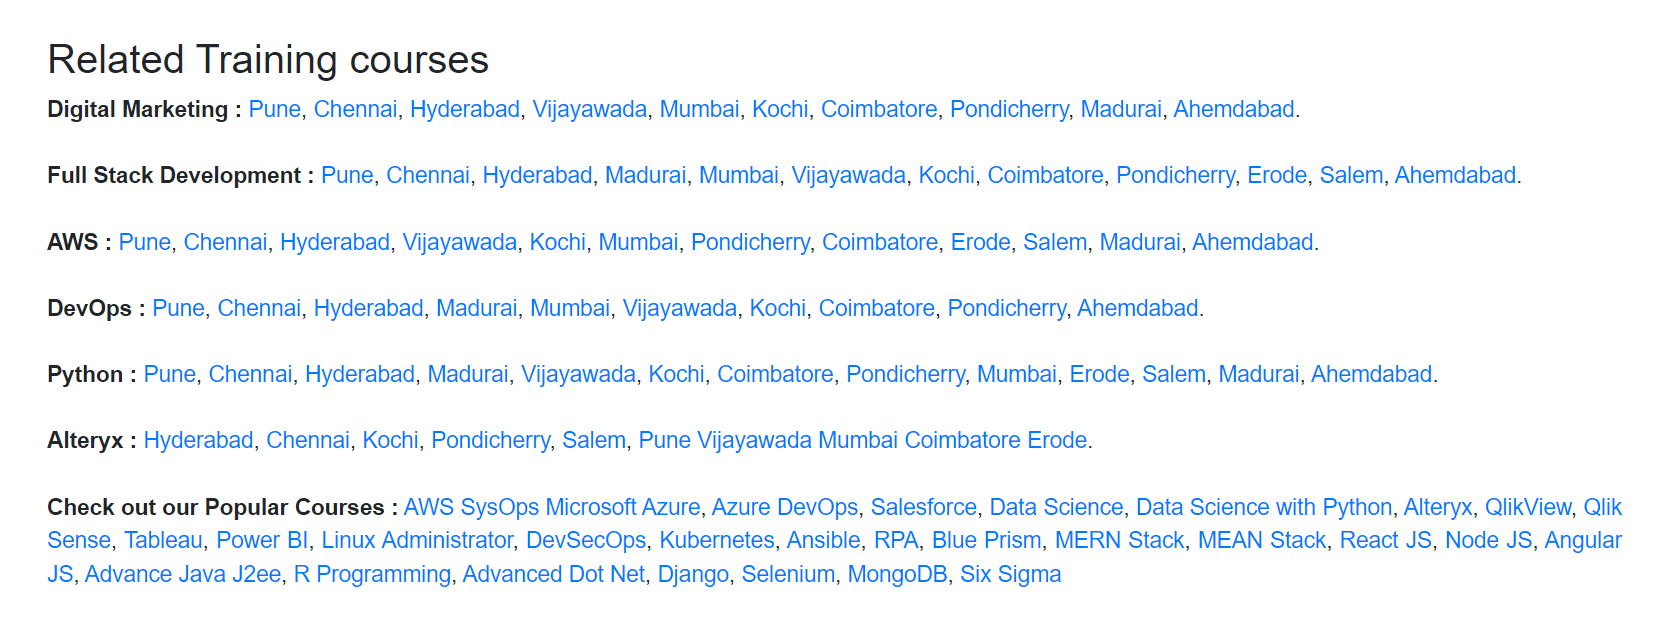 Related Training courses
Digital Marketing : Pune, Chennai, Hyderabad, Vijayawada, Mumbai, Kochi, Coimbatore, Pondicherry, Madurai, Ahemdabad.
Full Stack Development : Pune, Chennai, Hyderabad, Madurai, Mumbai, Vijayawada, Kochi, Coimbatore, Pondicherry, Erode, Salem, Ahemdabad.
AWS : Pune, Chennai, Hyderabad, Vijayawada, Kochi, Mumbai, Pondicherry, Coimbatore, Erode, Salem, Madurai, Ahemdabad.
DevOps : Pune, Chennai, Hyderabad, Madurai, Mumbai, Vijayawada, Kochi, Coimbatore, Pondicherry, Ahemdabad.
Python : Pune, Chennai, Hyderabad, Madurai, Vijayawada, Kochi, Coimbatore, Pondicherry, Mumbai, Erode, Salem, Madurai, Ahemdabad.
Alteryx : Hyderabad, Chennai, Kochi, Pondicherry, Salem, Pune Vijayawada Mumbai Coimbatore Erode.
Check out our Popular Courses : AWS SysOps Microsoft Azure, Azure DevOps, Salesforce, Data Science, Data Science with Python, Alteryx, QlikView, Qlik
Sense, Tableau, Power BI, Linux Administrator, DevSecOps, Kubernetes, Ansible, RPA, Blue Prism, MERN Stack, MEAN Stack, React JS, Node JS, Angular
JS, Advance Java J2ee, R Programming, Advanced Dot Net, Django, Selenium, MongoDB, Six Sigma